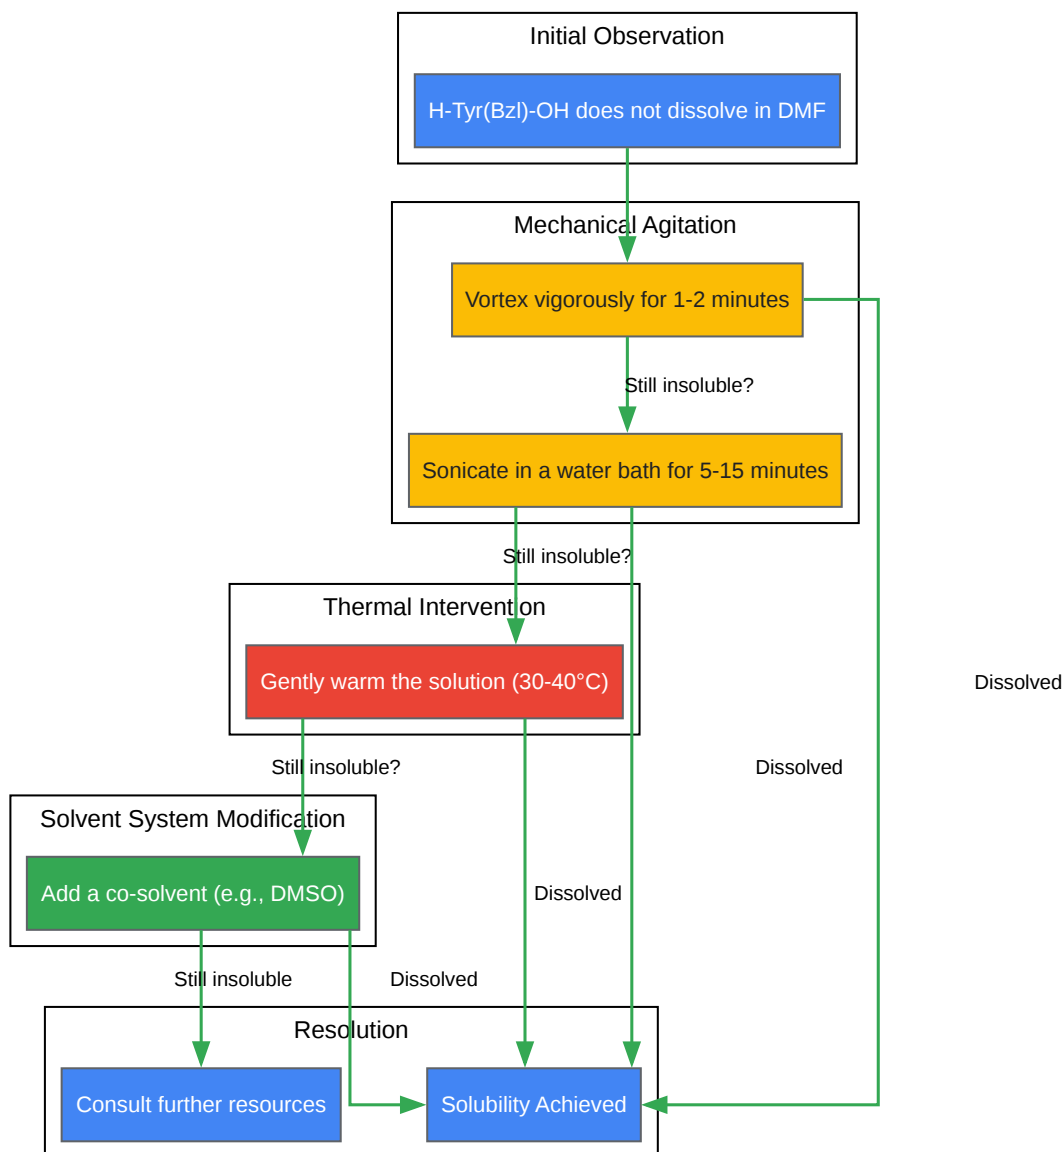 Initial Observation
H-Tyr(Bzl)-OH does not dissolve in DMF
Mechanical Agitation
Vortex vigorously for 1-2 minutes
Still insoluble?
Sonicate in a water bath for 5-15 minutes
Still insoluble?
Thermal Intervention
Gently warm the solution (30-40°C)
Dissolved
Still insoluble?
Dissolved
Solvent System Modification
Add a co-solvent (e.g., DMSO)
Dissolved
Still insoluble
Dissolved
Resolution
Consult further resources
Solubility Achieved